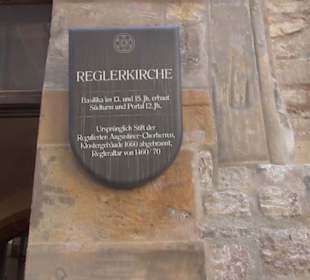 REGLERKIRCHE
Basilika im 13. und 15. Jh. erbaut
Südturm und Portal 12. Jh.
Ursprünglich Stift der
Regulierten Augustiner-Chorherren,
Klostergebäude 1660 abgebrannt,
Regleraltar von 1460/70